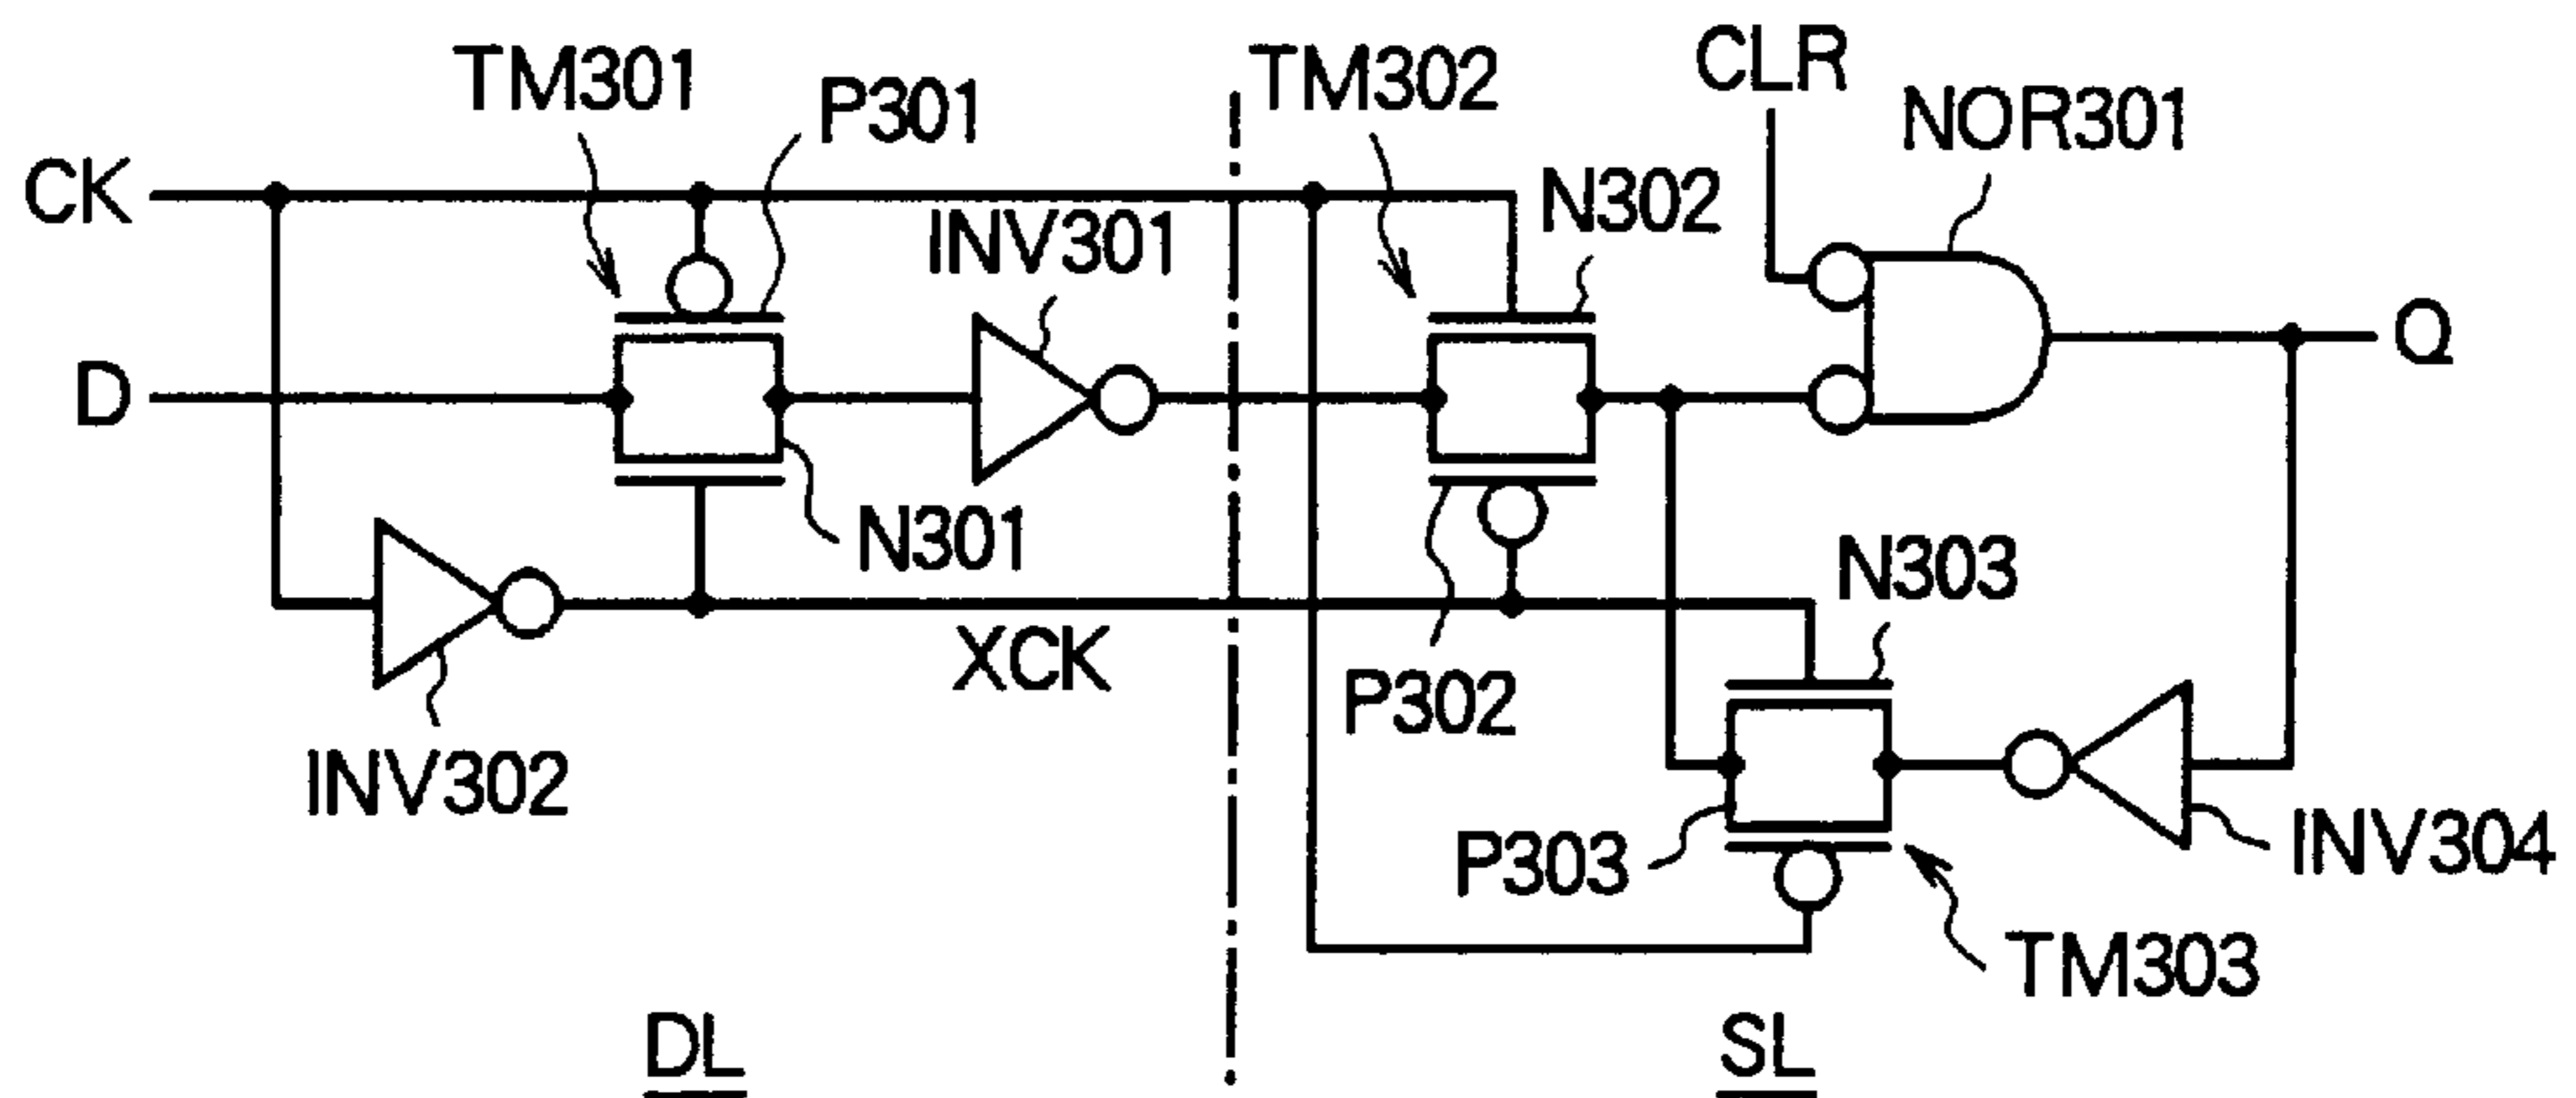 TM301
P301
TM302
CLR
NOR301
CK
INV301
N302
Q
D
N301
N303
XCK
P302
INV302
P303
INV304
TM303
DL
SL